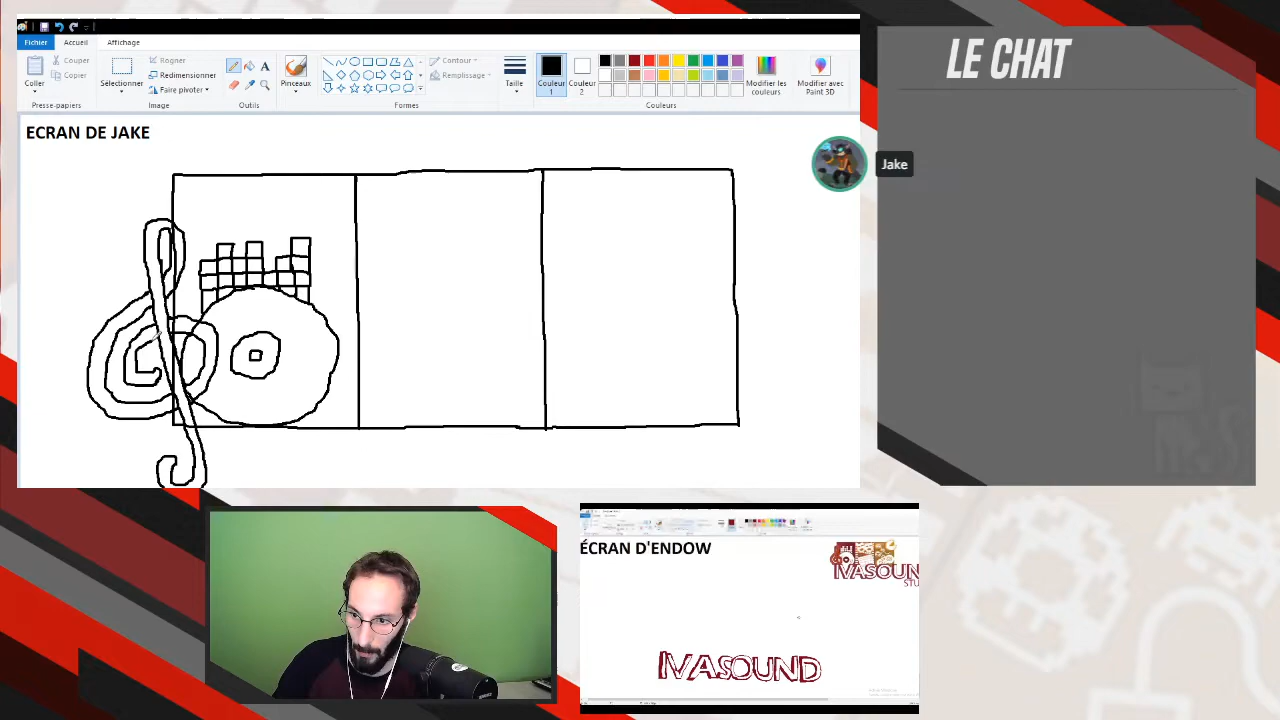 Fichier Accueil Affichage
Coller
Couper
Copier
Presse-papiers
Sélectionner
Rogner
Redimensionner
Faire pivoter
Image
Outils
Pinceaux
Formes
Contour
Remplissage
Taille
Couleur 1
Couleur 2
Couleurs
Modifier les couleurs
Modifier avec Paint 3D
LE CHAT
ECRAN DE JAKE
Jake
ÉCRAN D'ENDOW
IVASOUN
STU
IVASOUND